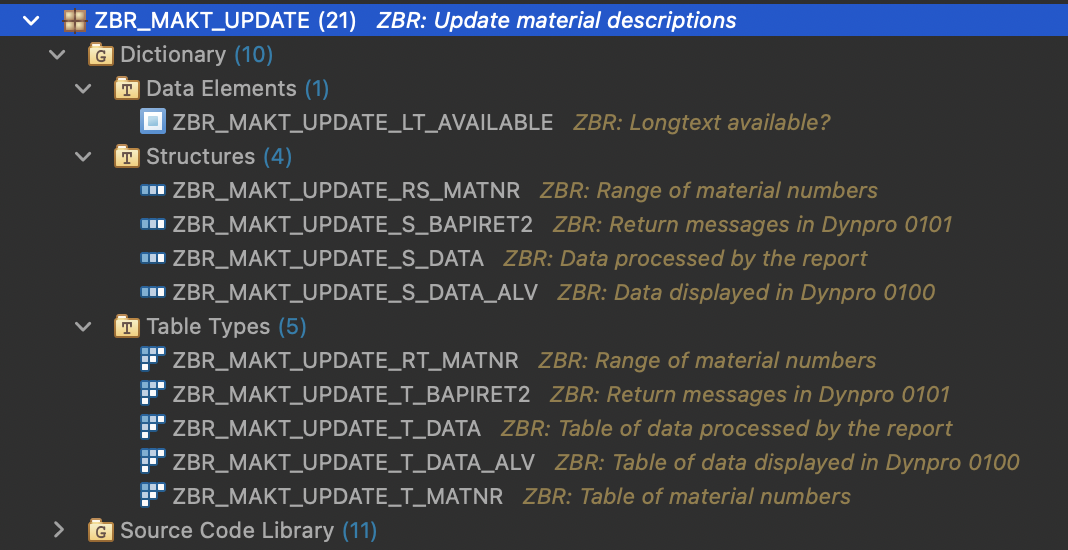 ZBR_MAKT_UPDATE (21) ZBR: Update material descriptions
G Dictionary (10)
T Data Elements (1)
ZBR_MAKT_UPDATE_LT_AVAILABLE ZBR: Longtext available?
T Structures (4)
ZBR_MAKT_UPDATE_RS_MATNR ZBR: Range of material numbers
ZBR_MAKT_UPDATE_S_BAPIRET2 ZBR: Return messages in Dynpro 0101
ZBR_MAKT_UPDATE_S_DATA ZBR: Data processed by the report
ZBR_MAKT_UPDATE_S_DATA_ALV ZBR: Data displayed in Dynpro 0100
T Table Types (5)
ZBR_MAKT_UPDATE_RT_MATNR ZBR: Range of material numbers
ZBR_MAKT_UPDATE_T_BAPIRET2 ZBR: Return messages in Dynpro 0101
ZBR_MAKT_UPDATE_T_DATA ZBR: Table of data processed by the report
ZBR_MAKT_UPDATE_T_DATA_ALV ZBR: Table of data displayed in Dynpro 0100
ZBR_MAKT_UPDATE_T_MATNR ZBR: Table of material numbers
G Source Code Library (11)